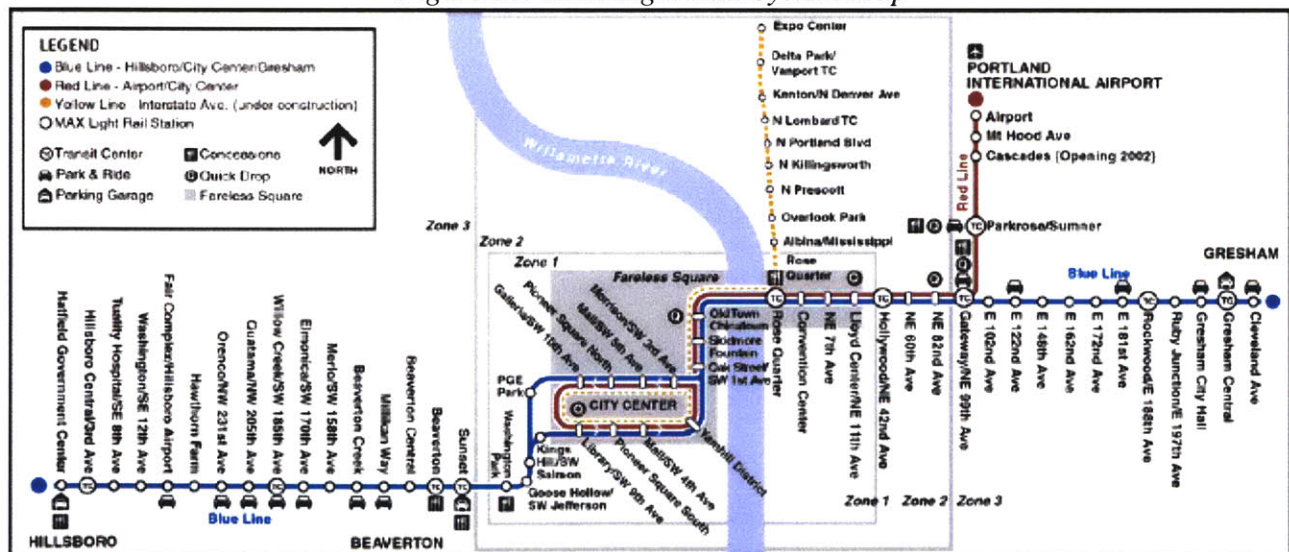 LEGEND
Blue Line - Hillsboro/City Center/Gresham
Red Line - Airport/City Center
Yellow Line - Interstate Ave. (under construction)
MAX Light Rail Station
TC Transit Center
Park & Ride
Parking Garage
Concessions
Quick Drop
Fareless Square
NORTH
Willamette River
Zone 3
Zone 2
Zone 1
Fareless Square
Expo Center
Delta Park/
Vanport TC
Kenton/N Denver Ave
N Lombard TC
N Portland Blvd
N Killingsworth
N Prescott
Overlook Park
Albina/Mississippi
Rose
Quarter
PORTLAND
INTERNATIONAL AIRPORT
Airport
Mt Hood Ave
Cascades (Opening 2002)
Red Line
TC
Parkrose/Sumner
GRESHAM
Blue Line
Hatfield Government Center
Hillsboro Central/3rd Ave
Tuality Hospital/SE 8th Ave
Washington/SE 12th Ave
Fair Complex/Hillsboro Airport
Hawthorn Farm
Orenco/NW 231st Ave
Quatama/NW 205th Ave
Willow Creek/SW 185th Ave
Elmonica/SW 170th Ave
Merlo/SW 158th Ave
Beaverton Creek
Millikan Way
Beaverton Central
Beaverton
Sunset
Washington
Park
Goose Hollow/
SW Jefferson
Kings
Hill/SW
Salmon
PGE
Park
Galleria/SW 10th Ave
Pioneer Square North
Mall/SW 5th Ave
Morrison/SW 3rd Ave
CITY CENTER
Library/SW 9th Ave
Pioneer Square South
Mall/SW 4th Ave
Yamhill District
Oak Street/
SW 1st Ave
Skidmore
Fountain
Old Town
Chinatown
Rose Quarter
Convention Center
NE 7th Ave
Lloyd Center/NE 11th Ave
Hollywood/NE 42nd Ave
NE 60th Ave
NE 82nd Ave
Gateway/NE 99th Ave
E 102nd Ave
E 122nd Ave
E 148th Ave
E 162nd Ave
E 172nd Ave
E 181st Ave
Rockwood/E 188th Ave
Ruby Junction/E 197th Ave
Gresham City Hall
Gresham Central
Cleveland Ave
Zone 1
Zone 2
Zone 3
Blue Line
HILLSBORO
BEAVERTON